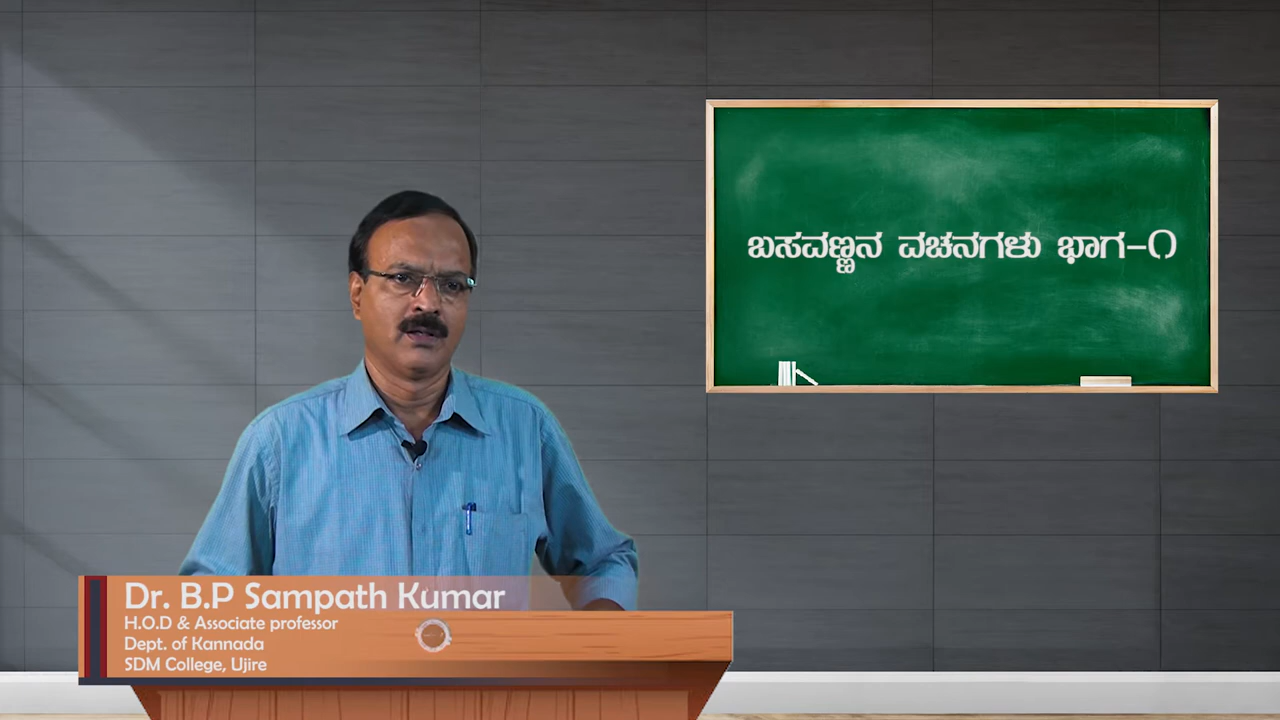 ಬಸವಣ್ಣನ ವಚನಗಳು ಭಾಗ-೧
Dr. B.P Sampath Kumar
H.O.D & Associate professor
Dept. of Kannada
SDM College, Ujire